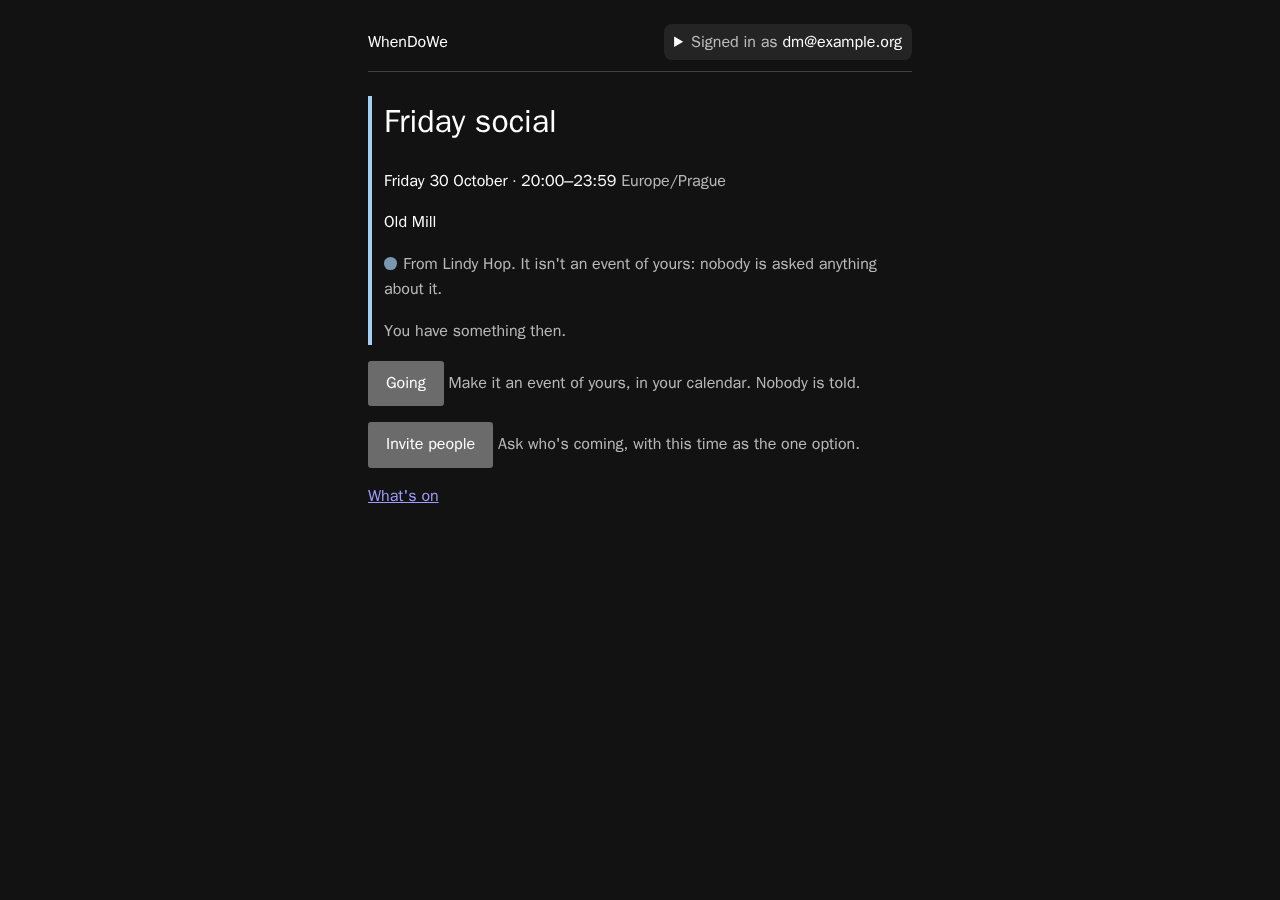 WhenDoWe
Signed in as dm@example.org
Friday social
Friday 30 October · 20:00–23:59 Europe/Prague
Old Mill
From Lindy Hop. It isn't an event of yours: nobody is asked anything
about it.
You have something then.
Going Make it an event of yours, in your calendar. Nobody is told.
Invite people Ask who's coming, with this time as the one option.
What's on